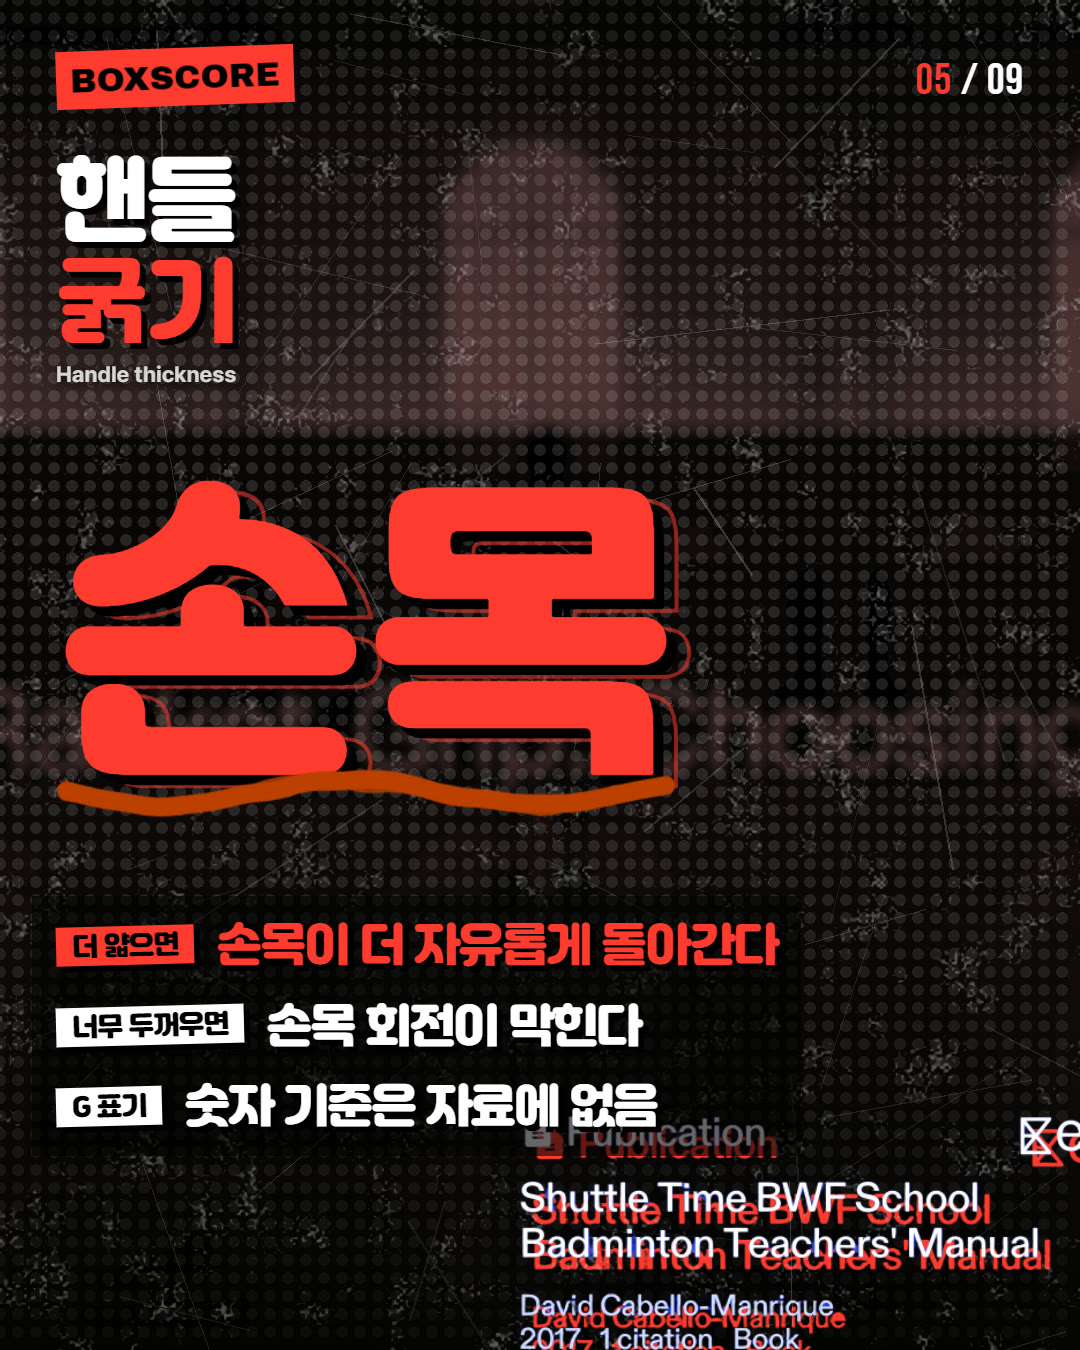 BOXSCORE
05 / 09
핸들
굵기
Handle thickness
손목
더 얇으면 손목이 더 자유롭게 돌아간다
너무 두꺼우면 손목 회전이 막힌다
G 표기 숫자 기준은 자료에 없음
Publication
Shuttle Time BWF School
Badminton Teachers' Manual
David Cabello-Manrique
2017 1 citation Book